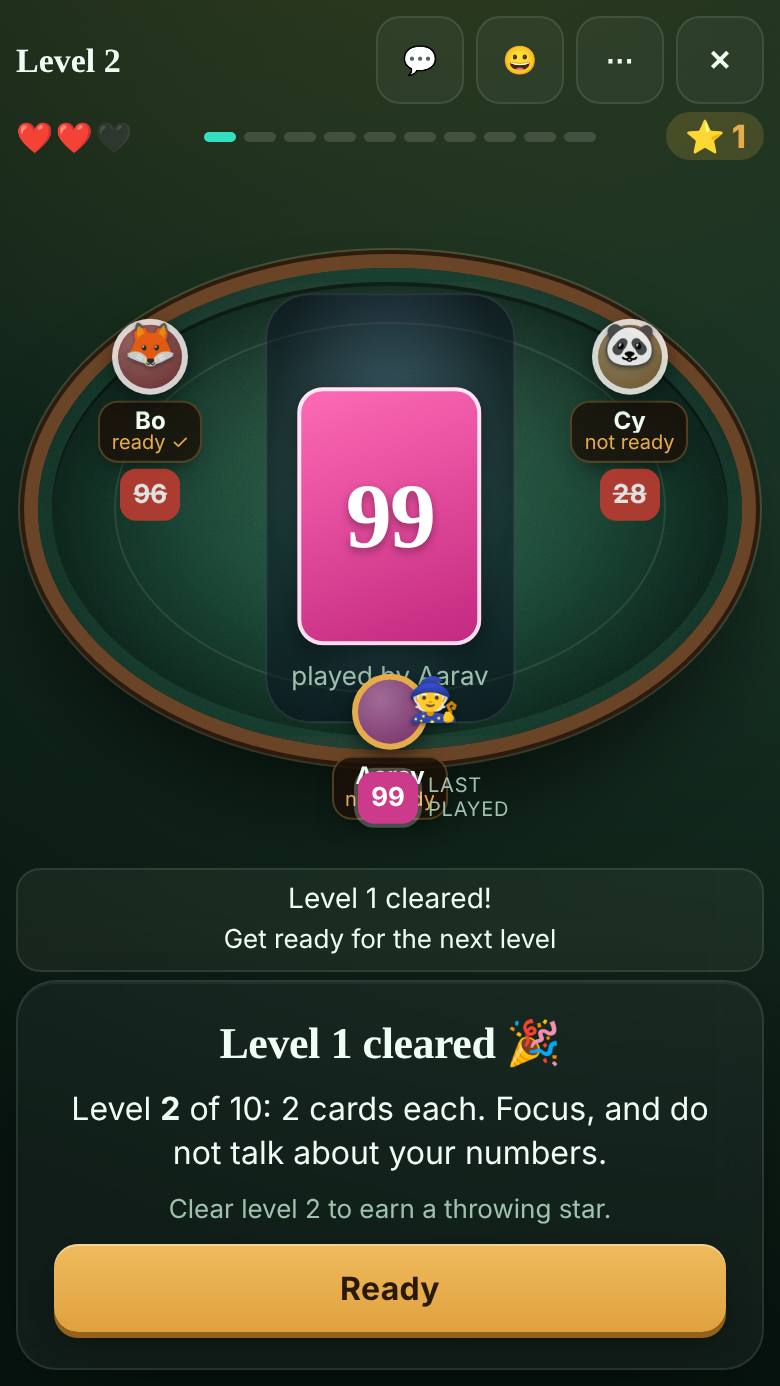 Level 2
1
Bo
ready ✓
96
Cy
not ready
28
99
played by Aarav
99
LAST
PLAYED
Level 1 cleared!
Get ready for the next level
Level 1 cleared 🎉
Level 2 of 10: 2 cards each. Focus, and do
not talk about your numbers.
Clear level 2 to earn a throwing star.
Ready